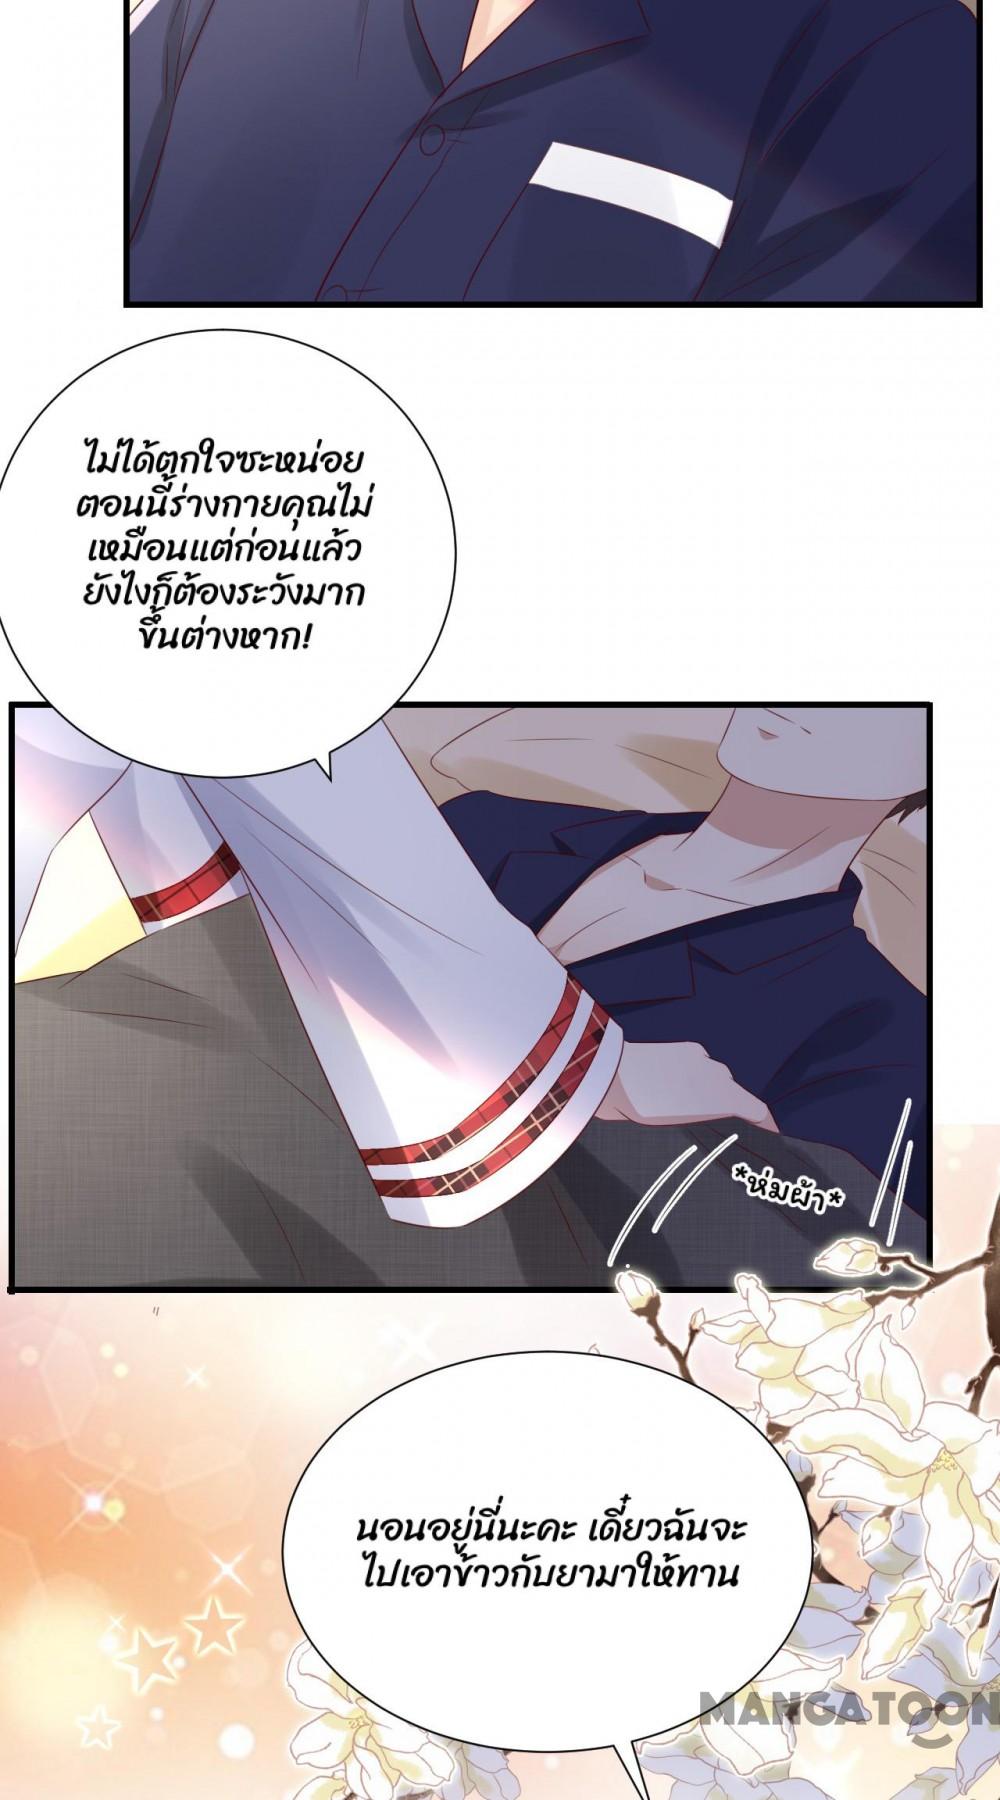 ไม่ได้ตกใจซะหน่อย
ตอนนี้ร่างกายคุณไม่
เหมือนแต่ก่อนแล้ว
ยังไงก็ต้องระวังมาก
ขึ้นต่างหาก!
*ห่มผ้า*
นอนอยู่นี่นะคะ เดี๋ยวฉันจะ
ไปเอาข้าวกับยามาให้ทาน
MANGATOON